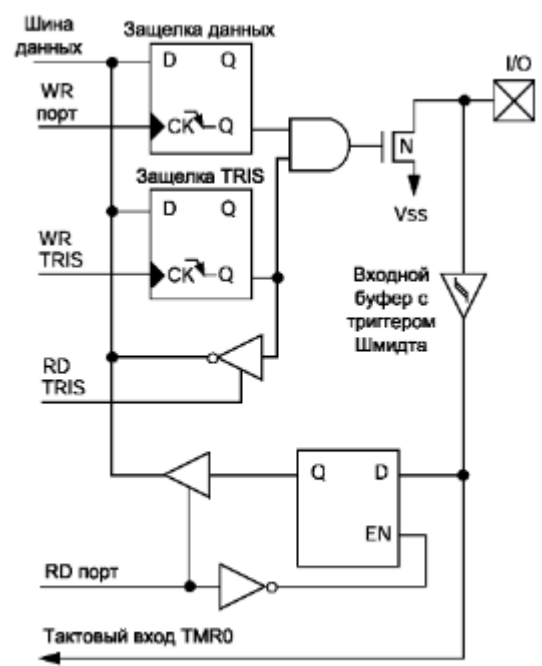 Шина
данных
Защелка данных
D Q
I/O
WR
порт
CK Q
N
Vss
Защелка TRIS
D Q
WR
TRIS
CK Q
Входной
буфер с
триггером
Шмидта
RD
TRIS
Q D
EN
RD порт
Тактовый вход TMR0